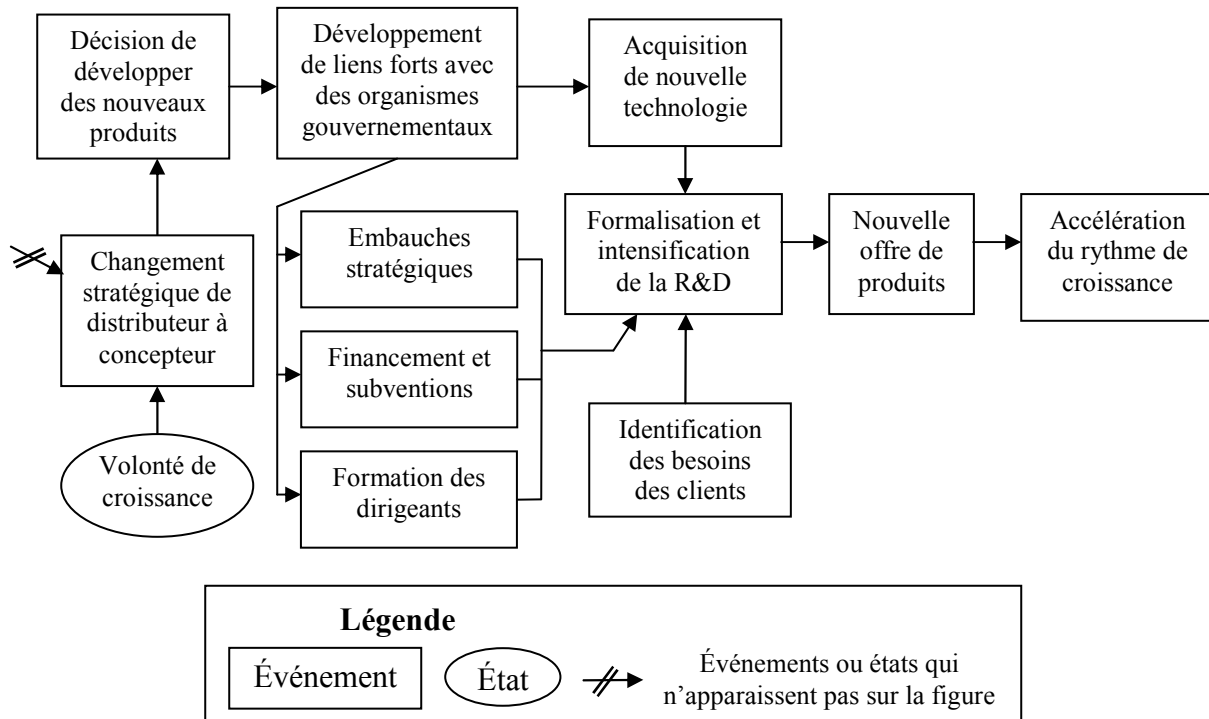 Décision de
développer
des nouveaux
produits
Développement
de liens forts avec
des organismes
gouvernementaux
Acquisition
de nouvelle
technologie
Changement
stratégique de
distributeur à
concepteur
Embauches
stratégiques
Formalisation et
intensification
de la R&D
Nouvelle
offre de
produits
Accélération
du rythme de
croissance
Financement et
subventions
Volonté de
croissance
Formation des
dirigeants
Identification
des besoins
des clients
Légende
Événement
État
Événements ou états qui
n'apparaissent pas sur la figure